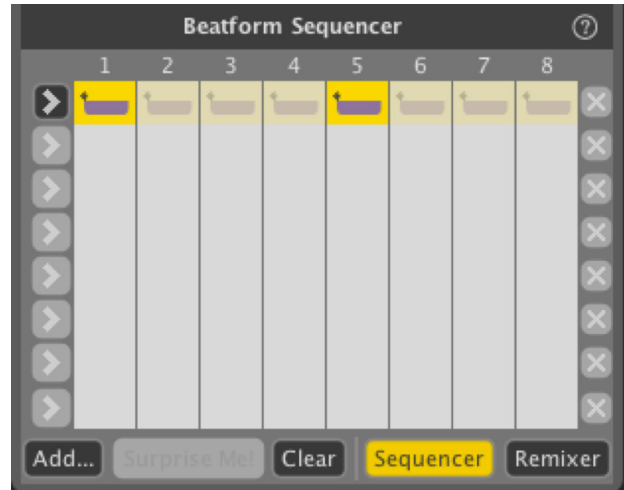 Beatform Sequencer ?
1 2 3 4 5 6 7 8
Add... Surprise Me! Clear Sequencer Remixer